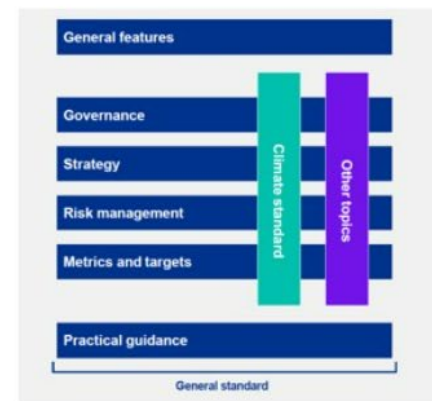 General features
Governance
Strategy
Risk management
Metrics and targets
Climate standard
Other topics
Practical guidance
General standard